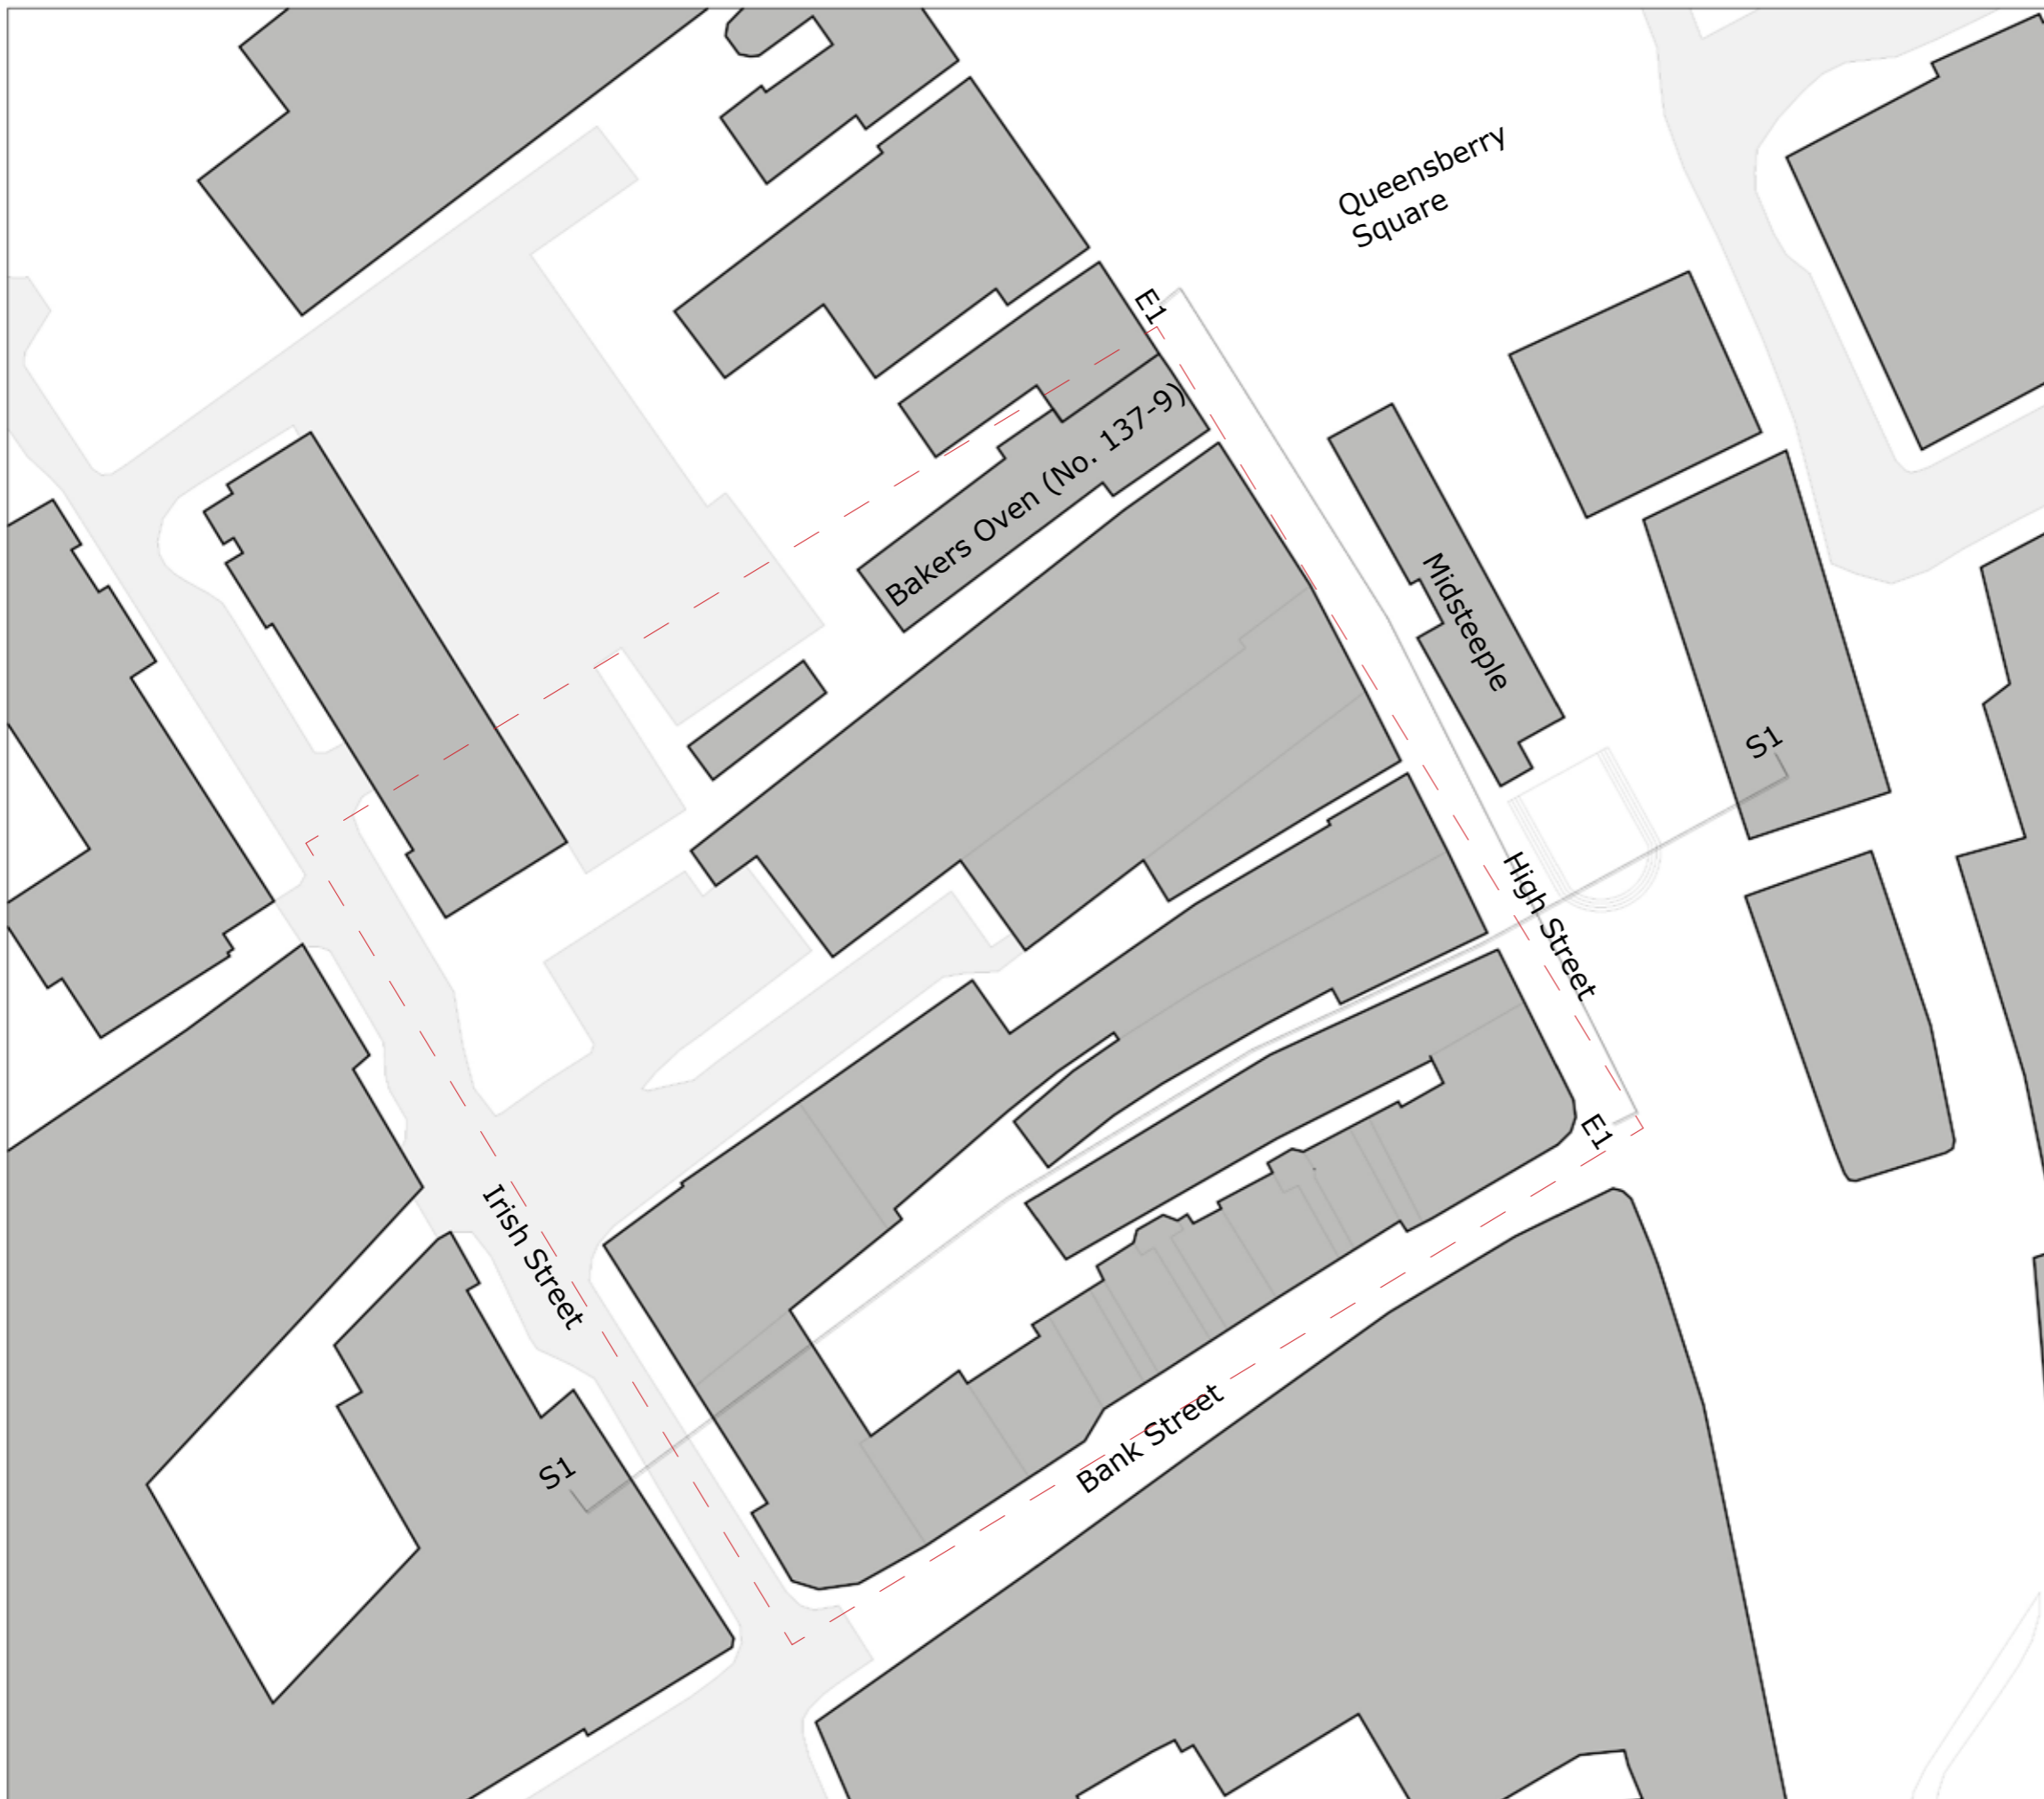 Queensberry
Square
E1
Bakers Oven (No. 137-9)
Midsteeple
S1
High Street
E1
Irish Street
Bank Street
S1